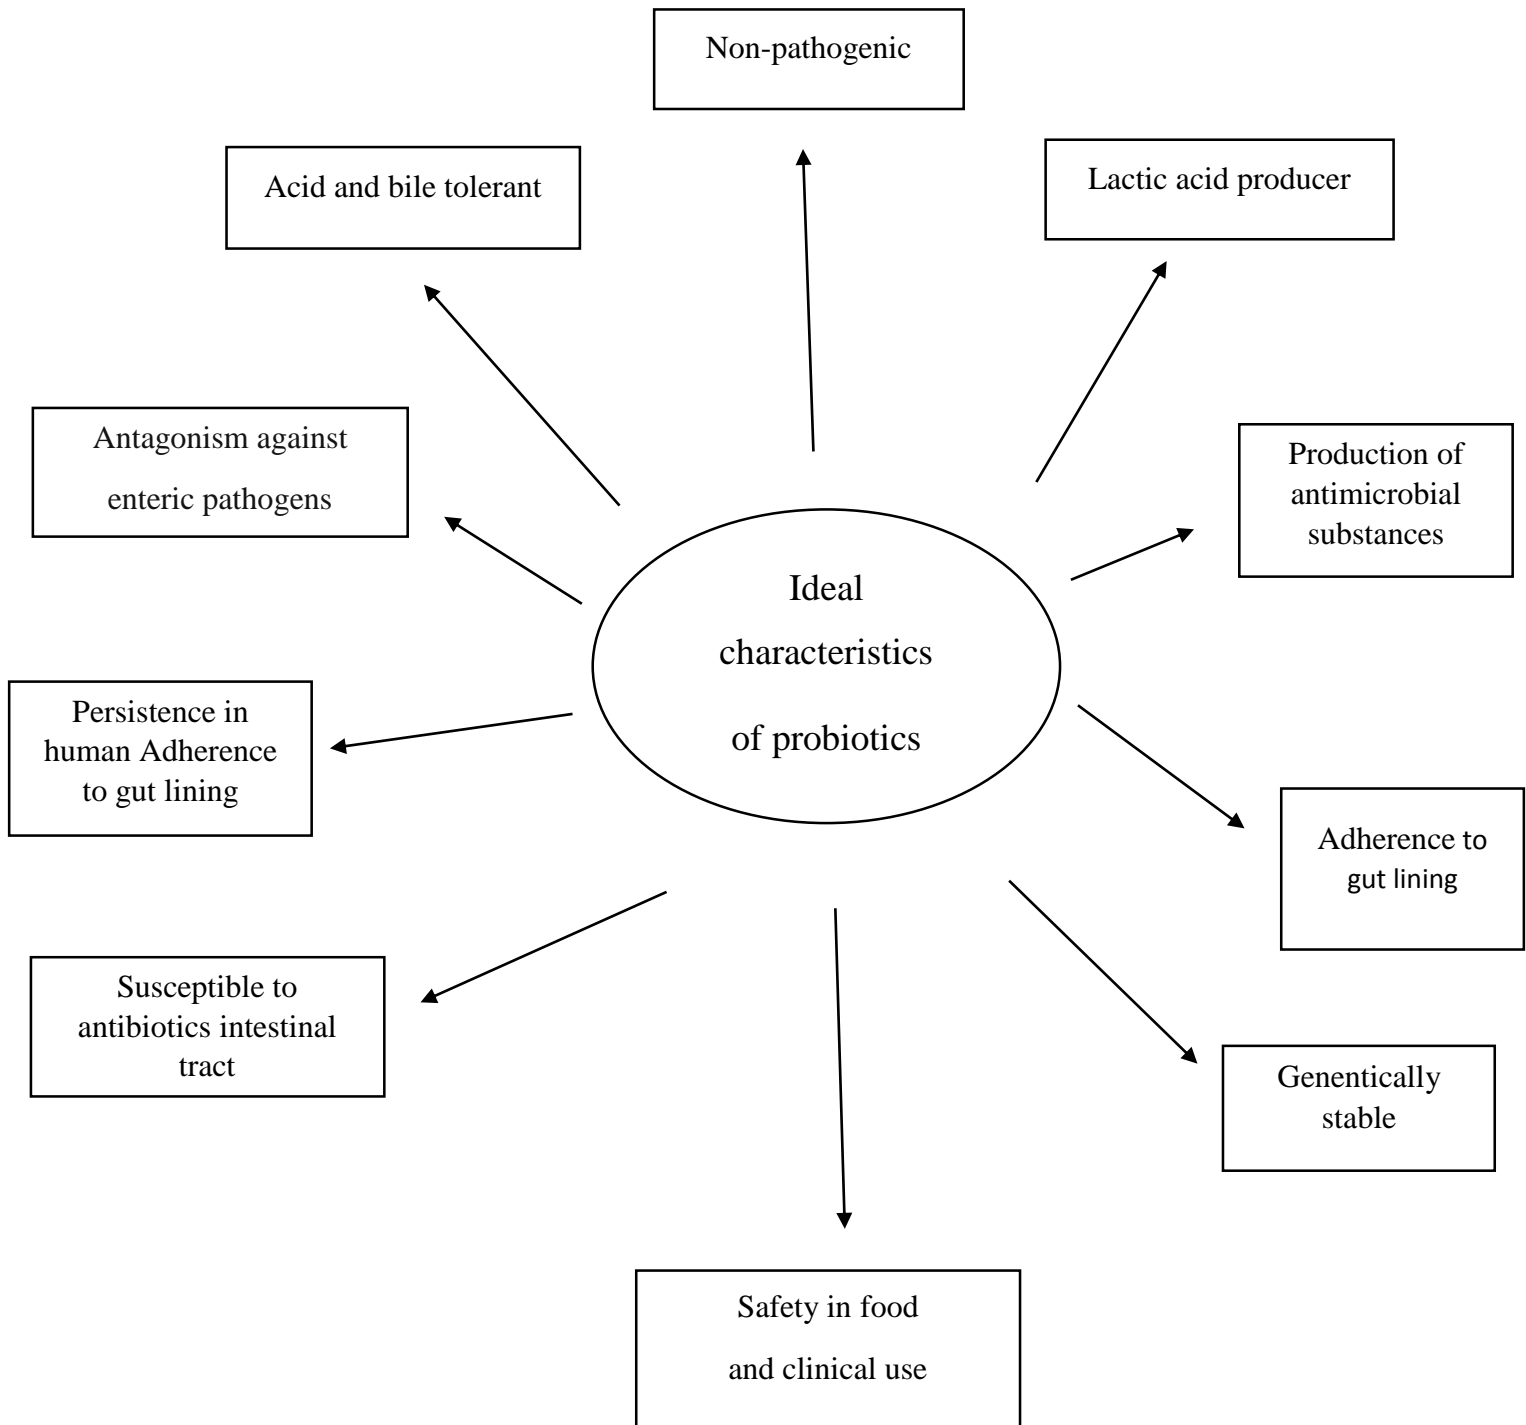 Non-pathogenic
Acid and bile tolerant
Lactic acid producer
Antagonism against
enteric pathogens
Production of
antimicrobial
substances
Ideal
characteristics
of probiotics
Persistence in
human Adherence
to gut lining
Adherence to
gut lining
Susceptible to
antibiotics intestinal
tract
Genentically
stable
Safety in food
and clinical use